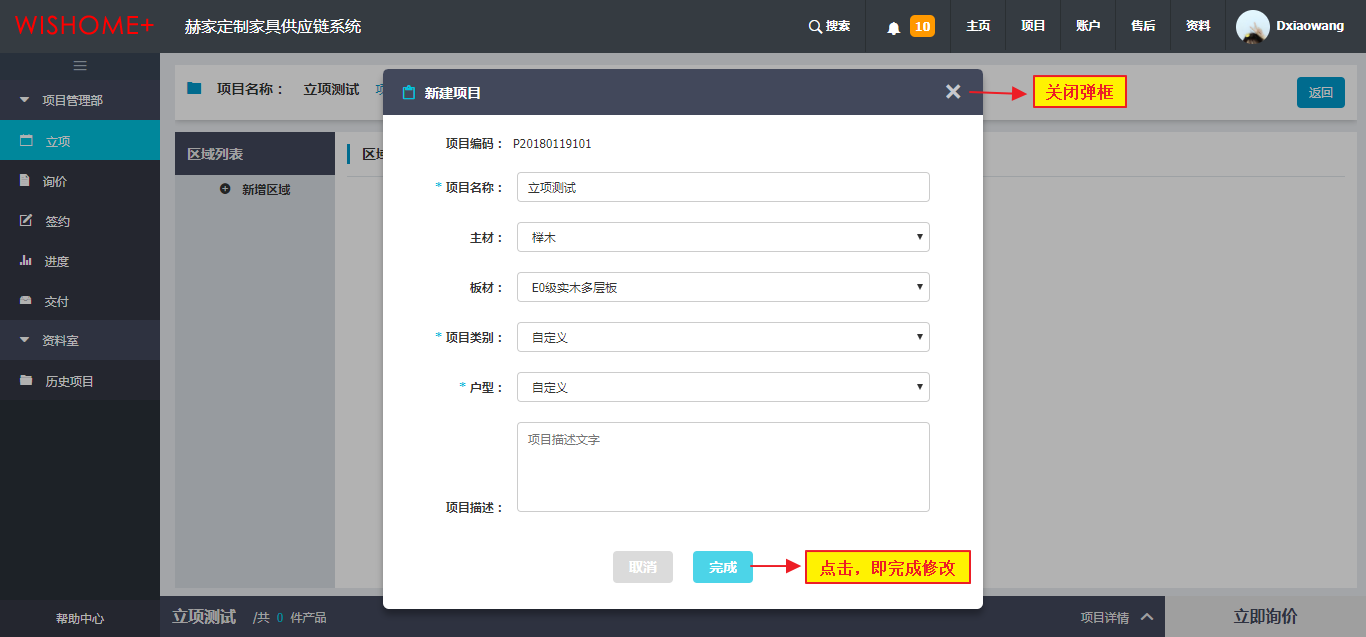 WISHOME+ 赫家定制家具供应链系统 搜索 10 主页 项目 账户 售后 资料 Dxiaowang
项目管理部
立项
询价
签约
进度
交付
资料室
历史项目
帮助中心
项目名称： 立项测试 返回
区域列表
新增区域
新建项目
关闭弹框
项目编码： P20180119101
* 项目名称： 立项测试
主材： 榉木
板材： E0级实木多层板
* 项目类别： 自定义
* 户型： 自定义
项目描述文字
项目描述：
取消 完成 点击，即完成修改
立项测试 /共 0 件产品 项目详情 立即询价